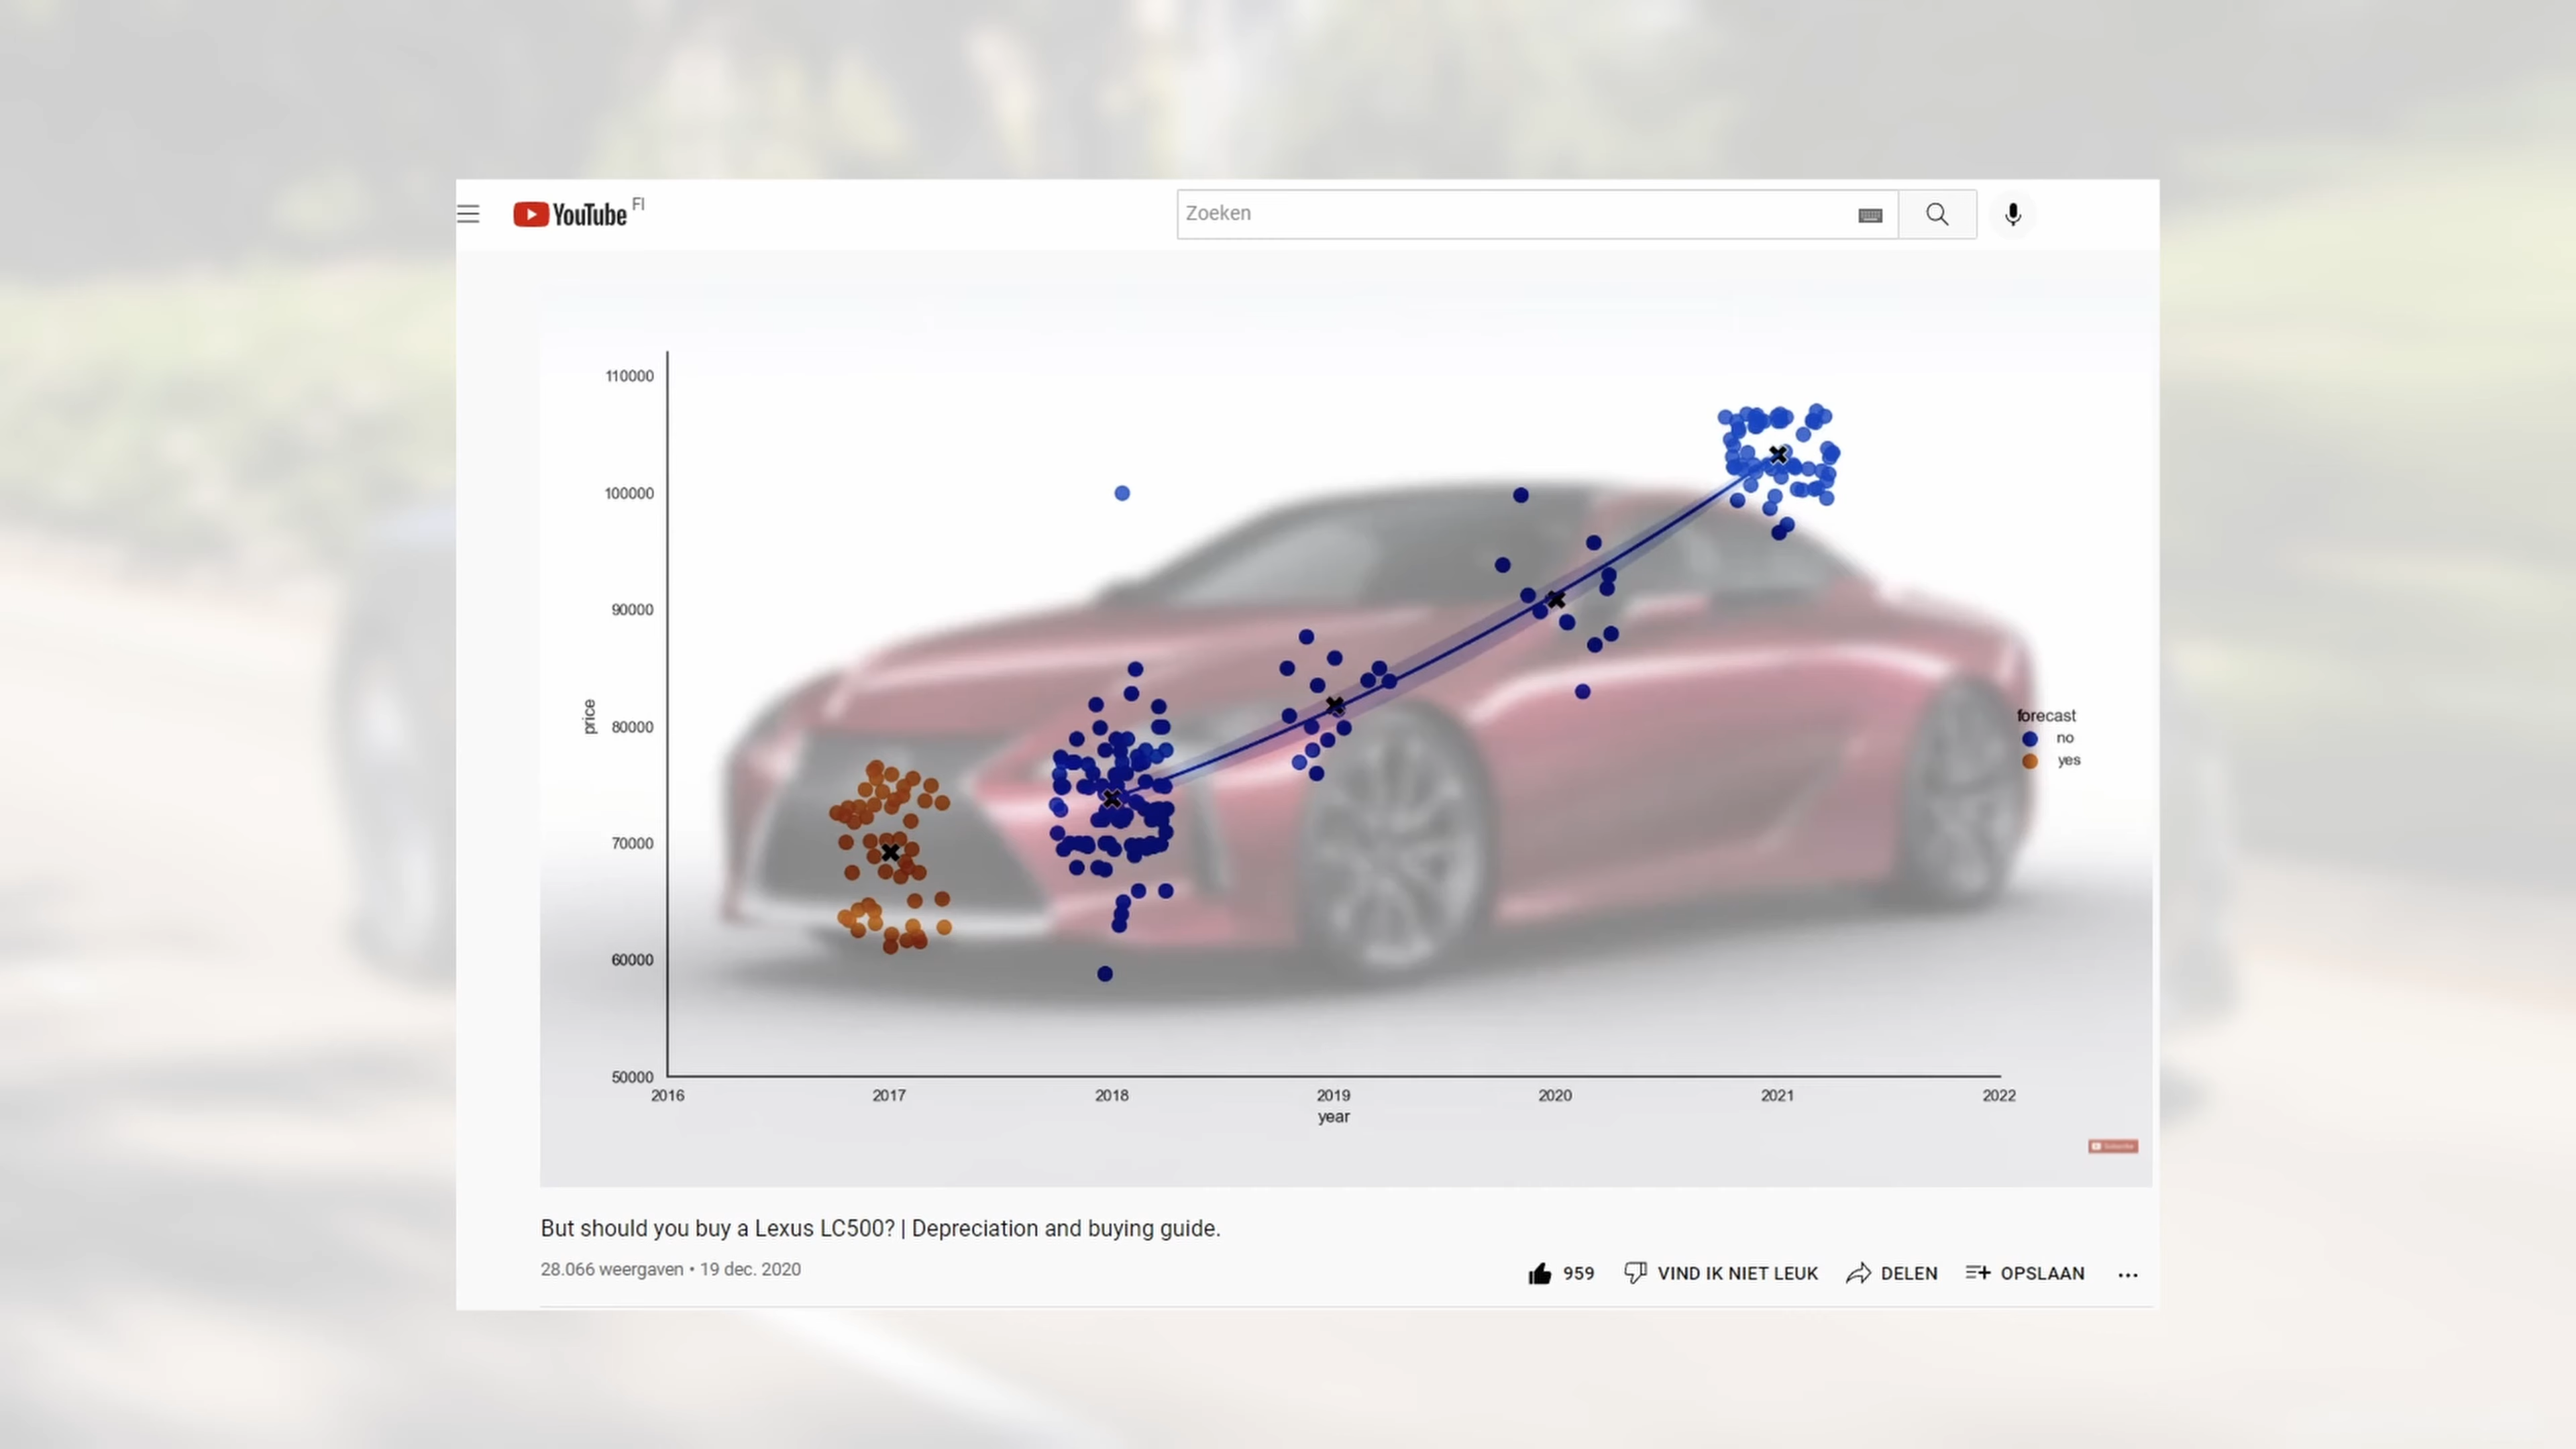 YouTube FI
Zoeken
110000
100000
90000
80000
70000
60000
50000
price
2016 2017 2018 2019 2020 2021 2022
year
forecast
no
yes
But should you buy a Lexus LC500? | Depreciation and buying guide.
28.066 weergaven • 19 dec. 2020
959 VIND IK NIET LEUK DELEN OPSLAAN